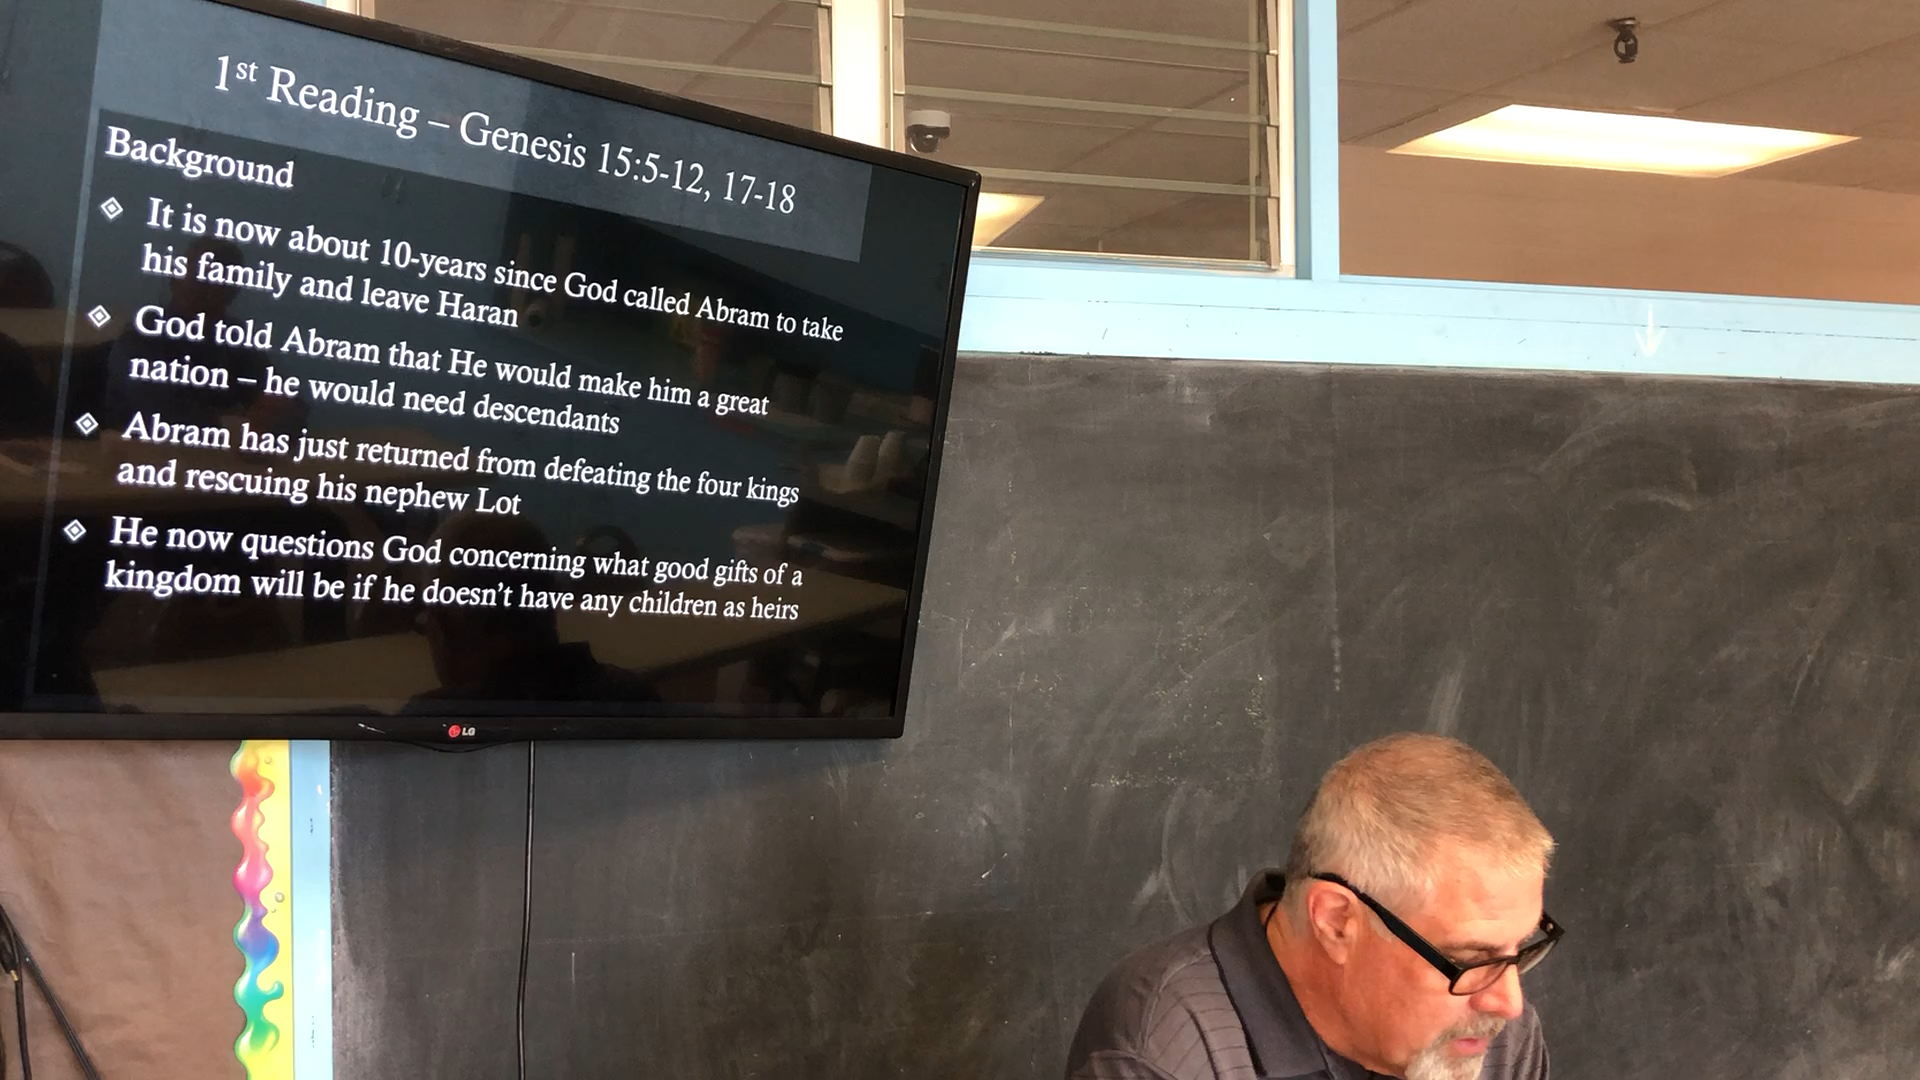 1st Reading – Genesis 15:5-12, 17-18
Background
It is now about 10-years since God called Abram to take
his family and leave Haran
God told Abram that He would make him a great
nation – he would need descendants
Abram has just returned from defeating the four kings
and rescuing his nephew Lot
He now questions God concerning what good gifts of a
kingdom will be if he doesn't have any children as heirs
LG